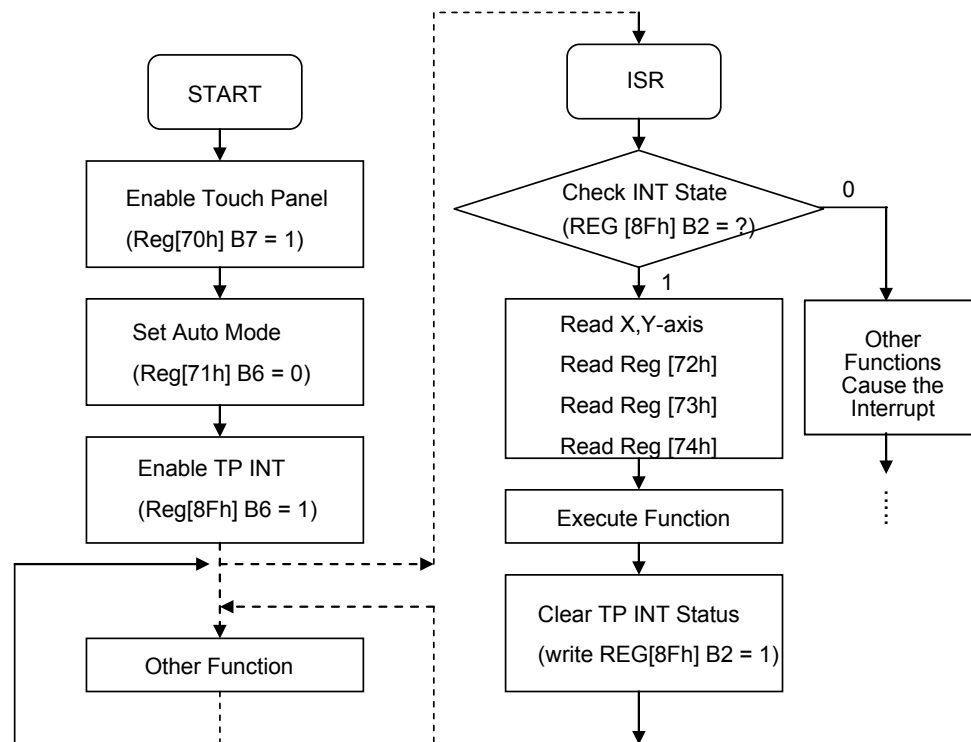 START
Enable Touch Panel
(Reg[70h] B7 = 1)
Set Auto Mode
(Reg[71h] B6 = 0)
Enable TP INT
(Reg[8Fh] B6 = 1)
Other Function
ISR
Check INT State
(REG [8Fh] B2 = ?)
0
1
Read X,Y-axis
Read Reg [72h]
Read Reg [73h]
Read Reg [74h]
Other
Functions
Cause the
Interrupt
Execute Function
Clear TP INT Status
(write REG[8Fh] B2 = 1)